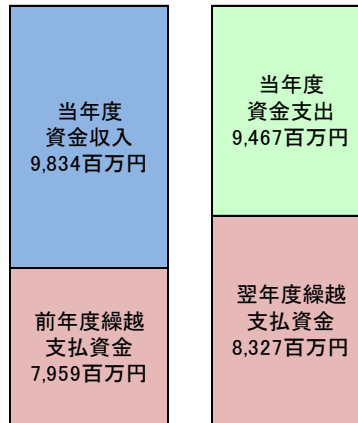 当年度
資金収入
9,834百万円
前年度繰越
支払資金
7,959百万円
当年度
資金支出
9,467百万円
翌年度繰越
支払資金
8,327百万円